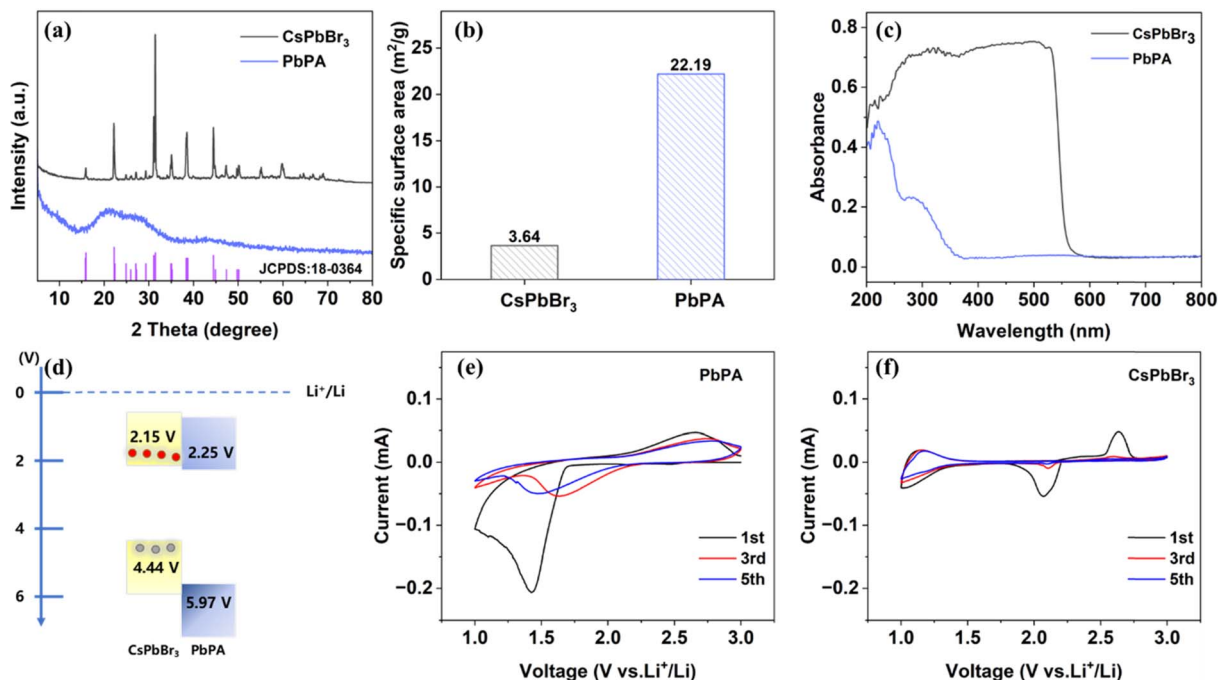 (a)
CsPbBr₃
PbPA
Intensity (a.u.)
JCPDS:18-0364
10 20 30 40 50 60 70 80
2 Theta (degree)
(b)
Specific surface area (m²/g)
25
20
15
10
5
0
3.64
22.19
CsPbBr₃ PbPA
(c)
CsPbBr₃
PbPA
Absorbance
0.8
0.6
0.4
0.2
0.0
200 300 400 500 600 700 800
Wavelength (nm)
(V)
(d)
0
2
4
6
Li⁺/Li
2.15 V
2.25 V
4.44 V
5.97 V
CsPbBr₃ PbPA
(e)
PbPA
Current (mA)
0.1
0.0
−0.1
−0.2
1st
3rd
5th
1.0 1.5 2.0 2.5 3.0
Voltage (V vs.Li⁺/Li)
(f)
CsPbBr₃
Current (mA)
0.1
0.0
−0.1
−0.2
1st
3rd
5th
1.0 1.5 2.0 2.5 3.0
Voltage (V vs.Li⁺/Li)